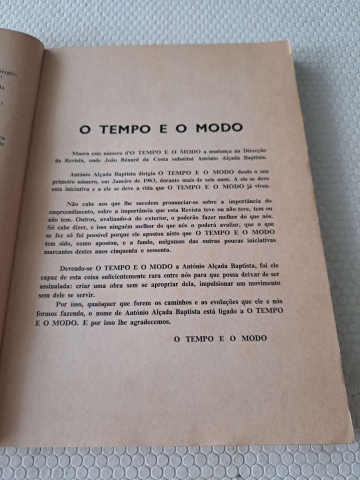 O TEMPO E O MODO
Marca este número d'O TEMPO E O MODO a mudança na Direcção
da Revista, onde João Bénard da Costa substitui António Alçada Baptista.
António Alçada Baptista dirigiu O TEMPO E O MODO desde o seu
primeiro número, em Janeiro de 1963, durante mais de seis anos. A ele se deve
esta iniciativa e a ele se deve a vida que O TEMPO E O MODO já viveu.
Não cabe aos que lhe sucedem pronunciar-se sobre a importância do
empreendimento, sobre a importância que esta Revista teve ou não teve, tem ou
não tem. Outros, avaliando-a do exterior, o poderão fazer melhor do que nós.
Só cabe dizer, e isso ninguém melhor do que nós o poderá avaliar, que o que
se fez só foi possível porque ele apostou nisto que O TEMPO E O MODO
tem sido, como apostou, e a fundo, nalgumas das outras poucas iniciativas
marcantes destes anos cinquenta e sessenta.
Devendo-se O TEMPO E O MODO a António Alçada Baptista, foi ele
capaz de esta coisa suficientemente rara entre nós para que possa deixar de ser
assinalada: criar uma obra sem se apropriar dela, impulsionar um movimento
sem dele se servir.
Por isso, quaisquer que forem os caminhos e as evoluções que ele e nós
formos fazendo, o nome de António Alçada Baptista está ligado a O TEMPO
E O MODO. E por isso lhe agradecemos.
O TEMPO E O MODO